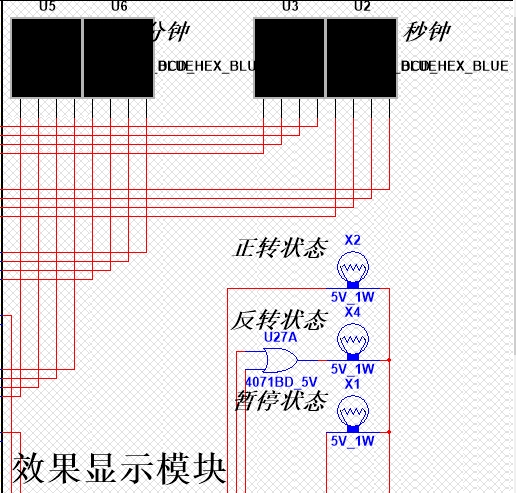 U5 U6 U3 U2
分钟 秒钟
DCD_HEX_BLUE DCD_HEX_BLUE
正转状态 X2
5V_1W
反转状态 X4
U27A
5V_1W
4071BD_5V X1
暂停状态
5V_1W
效果显示模块